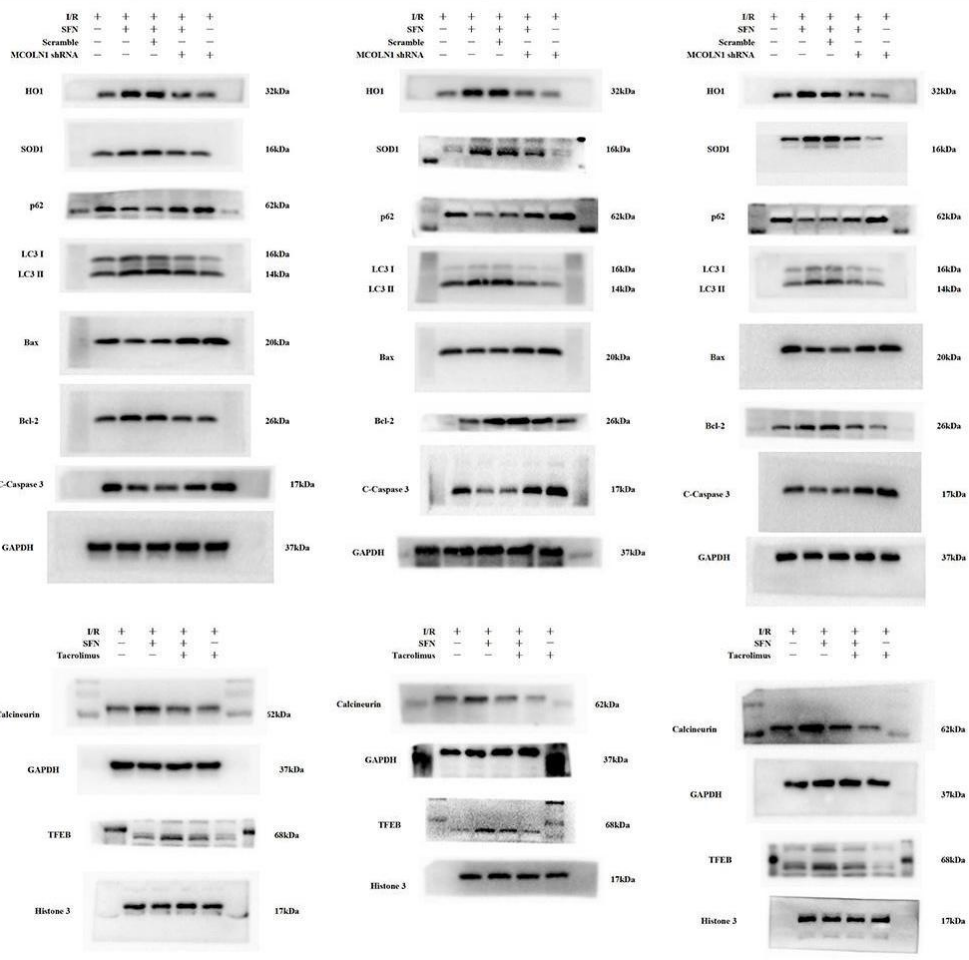 I/R + + + + +
SFN − + + + −
Scramble − − + − −
MCOLN1 shRNA − − − + +
HO1 32kDa
SOD1 16kDa
p62 62kDa
LC3 I 16kDa
LC3 II 14kDa
Bax 20kDa
Bcl-2 26kDa
C-Caspase 3 17kDa
GAPDH 37kDa
I/R + + + + +
SFN − + + + −
Scramble − − + − −
MCOLN1 shRNA − − − + +
HO1 32kDa
SOD1 16kDa
p62 62kDa
LC3 I 16kDa
LC3 II 14kDa
Bax 20kDa
Bcl-2 26kDa
C-Caspase 3 17kDa
GAPDH 37kDa
I/R + + + + +
SFN − + + + −
Scramble − − + − −
MCOLN1 shRNA − − − + +
HO1 32kDa
SOD1 16kDa
p62 62kDa
LC3 I 16kDa
LC3 II 14kDa
Bax 20kDa
Bcl-2 26kDa
C-Caspase 3 17kDa
GAPDH 37kDa
I/R + + + +
SFN − + + −
Tacrolimus − − + +
Calcineurin 62kDa
GAPDH 37kDa
TFEB 68kDa
Histone 3 17kDa
I/R + + + +
SFN − + + −
Tacrolimus − − + +
Calcineurin 62kDa
GAPDH 37kDa
TFEB 68kDa
Histone 3 17kDa
I/R + + + +
SFN − + + −
Tacrolimus − − + +
Calcineurin 62kDa
GAPDH 37kDa
TFEB 68kDa
Histone 3 17kDa